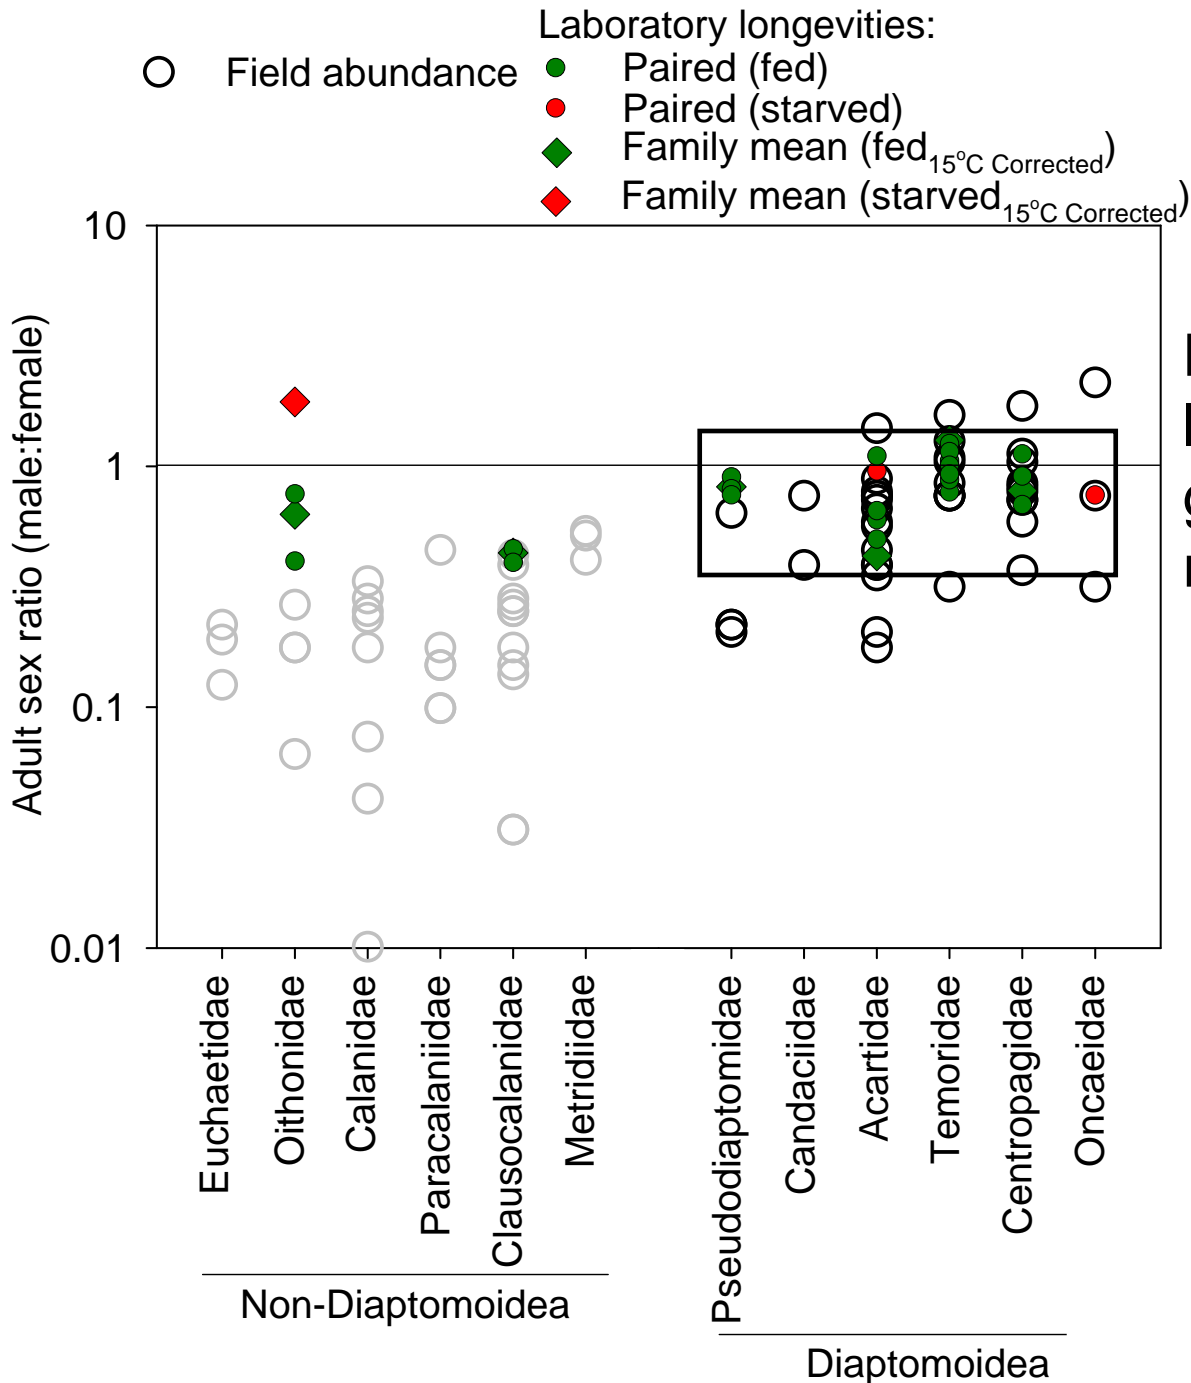 Laboratory longevities:
Field abundance
Paired (fed)
Paired (starved)
Family mean (fed15°C Corrected)
Family mean (starved15°C Corrected)
10
1
0.1
0.01
Adult sex ratio (male:female)
Euchaetidae
Oithonidae
Calanidae
Paracalaniidae
Clausocalanidae
Metridiidae
Pseudodiaptomidae
Candaciidae
Acartidae
Temoridae
Centropagidae
Oncaeidae
Non-Diaptomoidea
Diaptomoidea